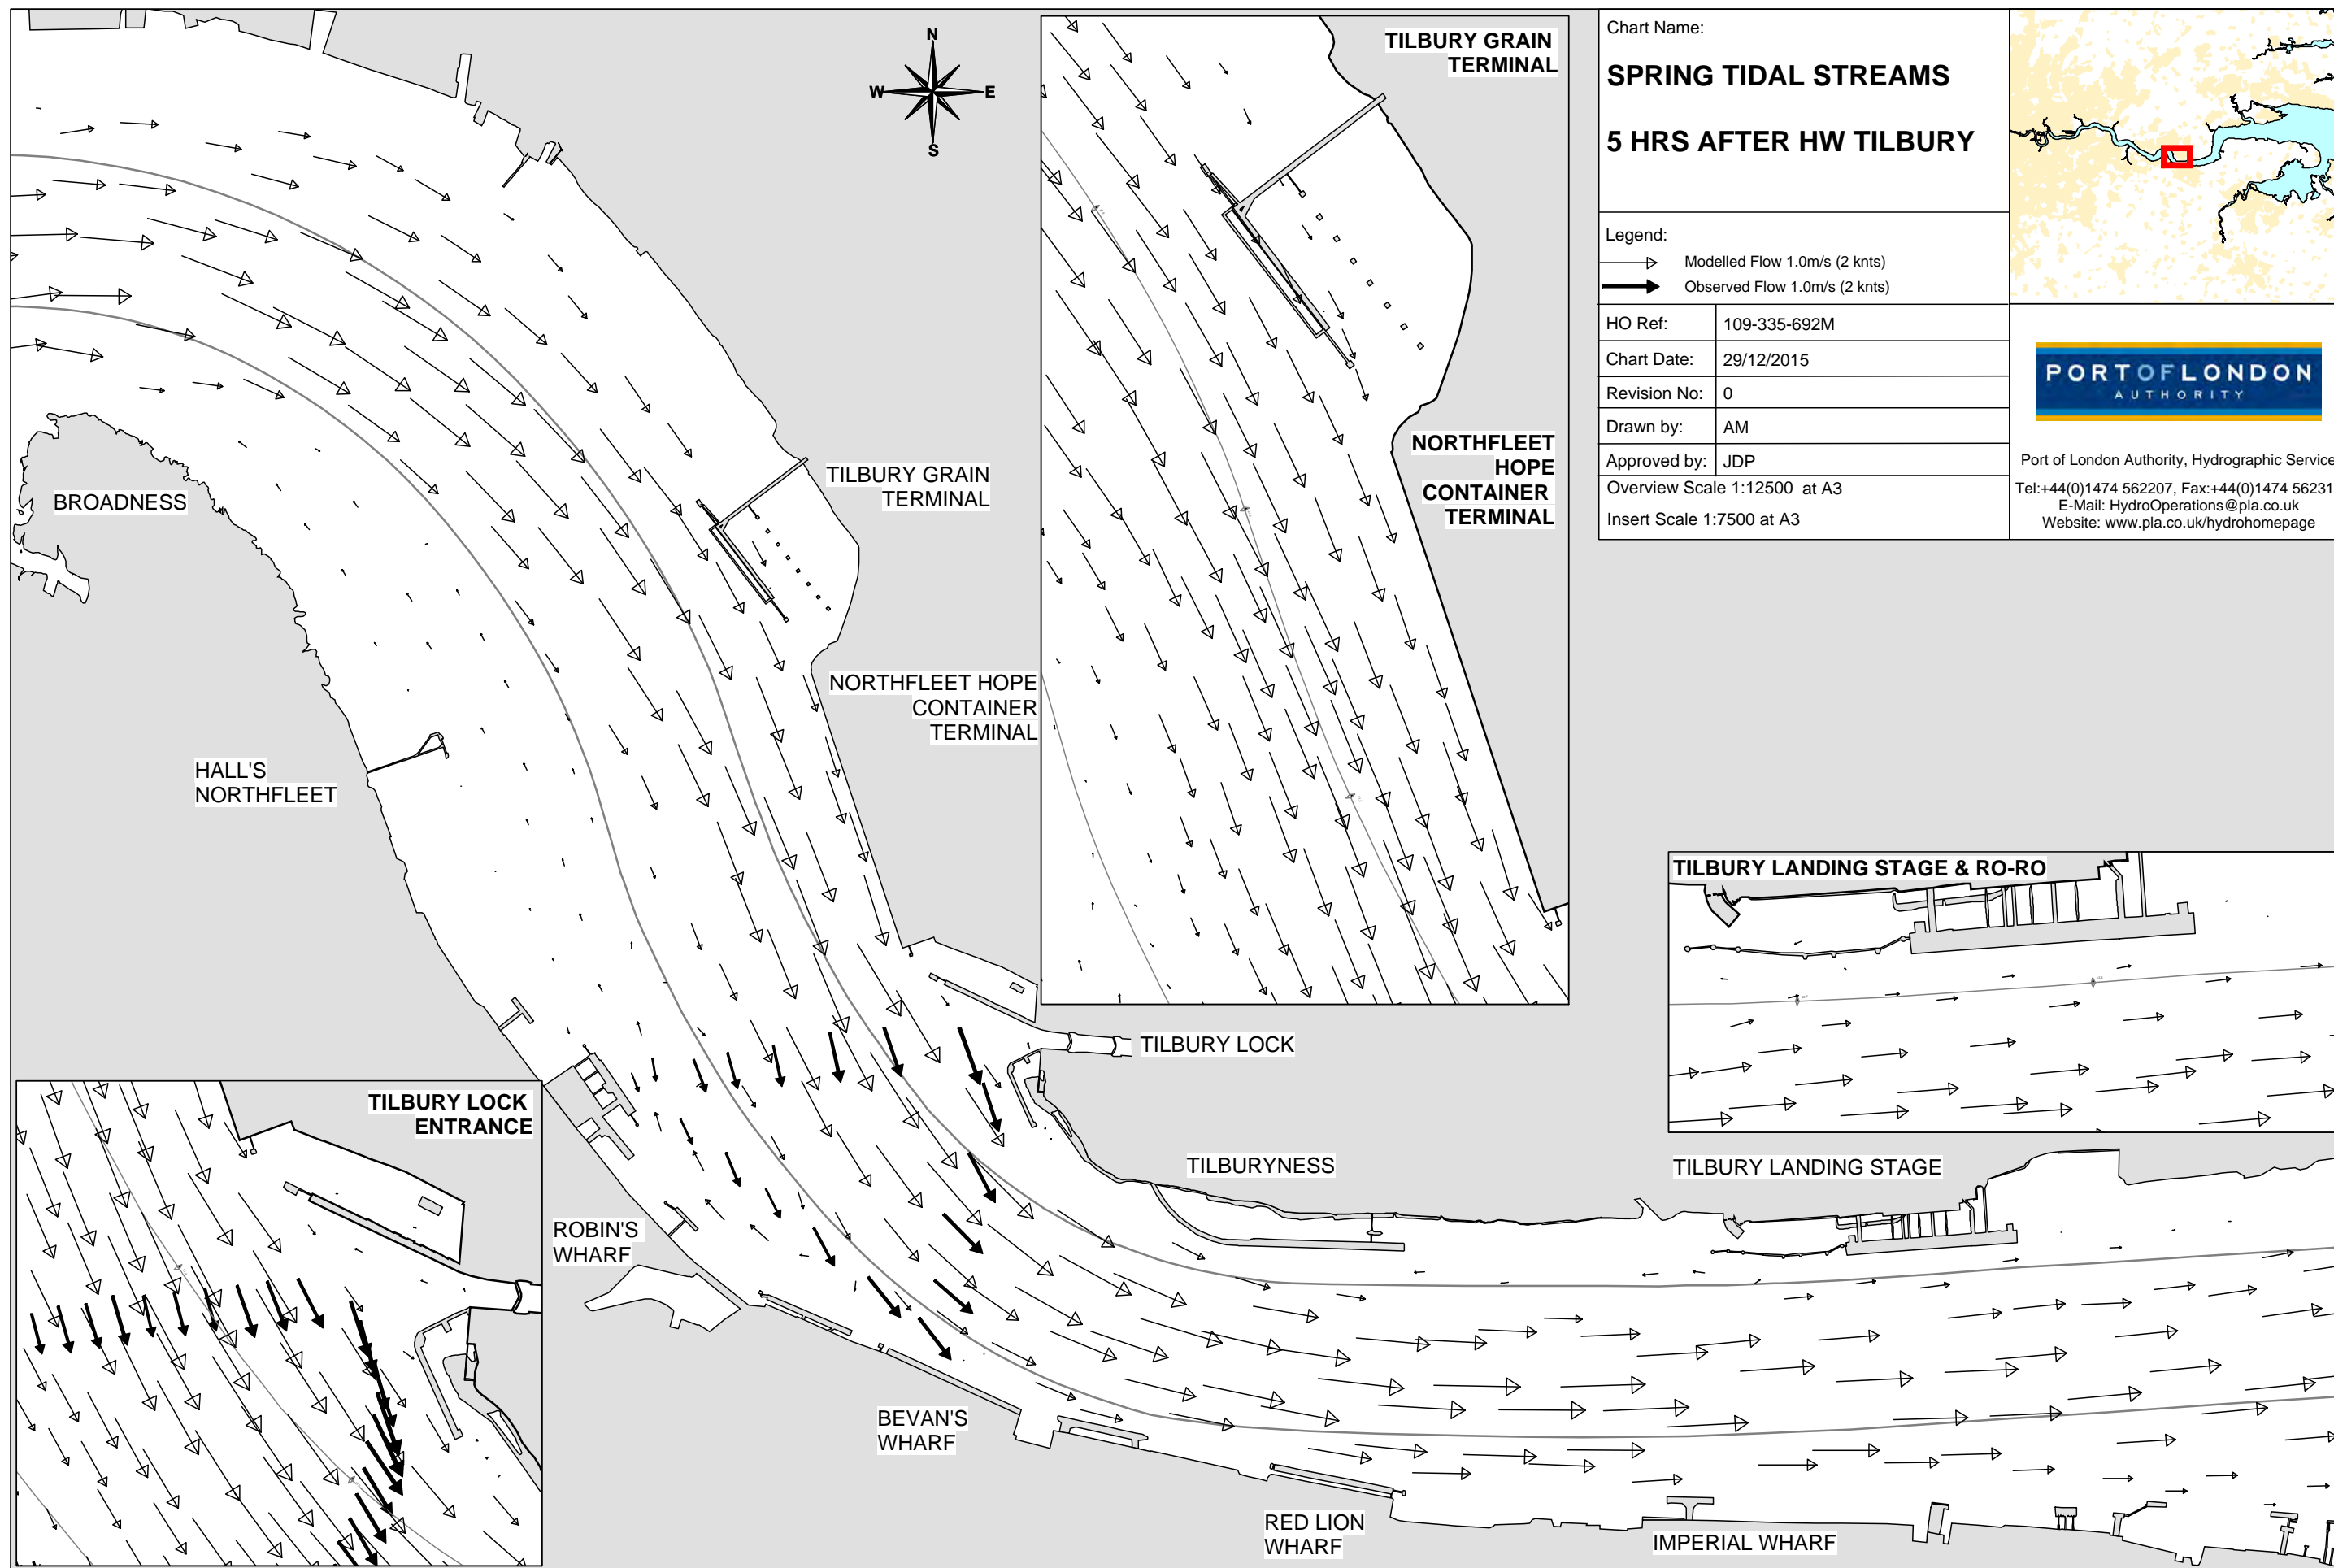 N
W
E
S
TILBURY GRAIN
TERMINAL
NORTHFLEET
HOPE
CONTAINER
TERMINAL
Chart Name:
SPRING TIDAL STREAMS
5 HRS AFTER HW TILBURY
Legend:
Modelled Flow 1.0m/s (2 knts)
Observed Flow 1.0m/s (2 knts)
HO Ref: 109-335-692M
Chart Date: 29/12/2015
Revision No: 0
Drawn by: AM
Approved by: JDP
Overview Scale 1:12500 at A3
Insert Scale 1:7500 at A3
PORTOFLONDON
AUTHORITY
Port of London Authority, Hydrographic Service
Tel:+44(0)1474 562207, Fax:+44(0)1474 56231
E-Mail: HydroOperations@pla.co.uk
Website: www.pla.co.uk/hydrohomepage
BROADNESS
TILBURY GRAIN
TERMINAL
NORTHFLEET HOPE
CONTAINER
TERMINAL
HALL'S
NORTHFLEET
TILBURY LANDING STAGE & RO-RO
TILBURY LOCK
TILBURY LOCK
ENTRANCE
TILBURYNESS
TILBURY LANDING STAGE
ROBIN'S
WHARF
BEVAN'S
WHARF
RED LION
WHARF
IMPERIAL WHARF